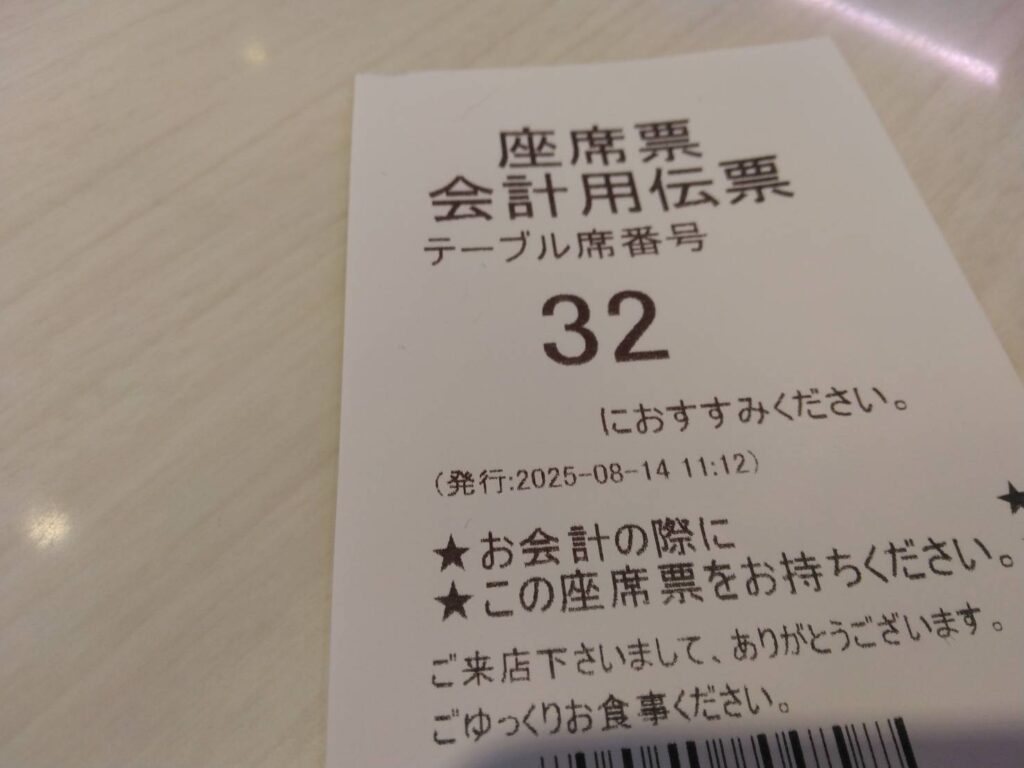 座席票
会計用伝票
テーブル席番号
32
におすすみください。
(発行:2025-08-14 11:12)
★お会計の際に ★
★この座席票をお持ちください。
ご来店下さいまして、ありがとうございます。
ごゆっくりお食事ください。